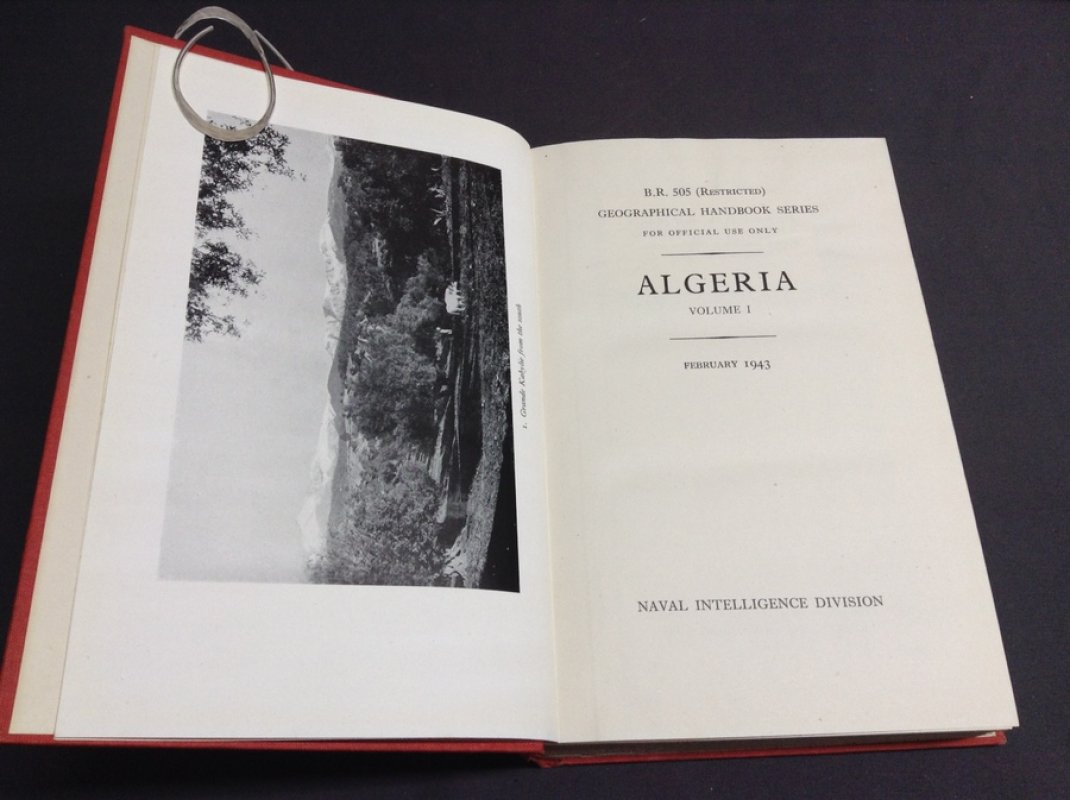 1. Grande Kabylie from the south
B.R. 505 (RESTRICTED)
GEOGRAPHICAL HANDBOOK SERIES
FOR OFFICIAL USE ONLY
ALGERIA
VOLUME I
FEBRUARY 1943
NAVAL INTELLIGENCE DIVISION